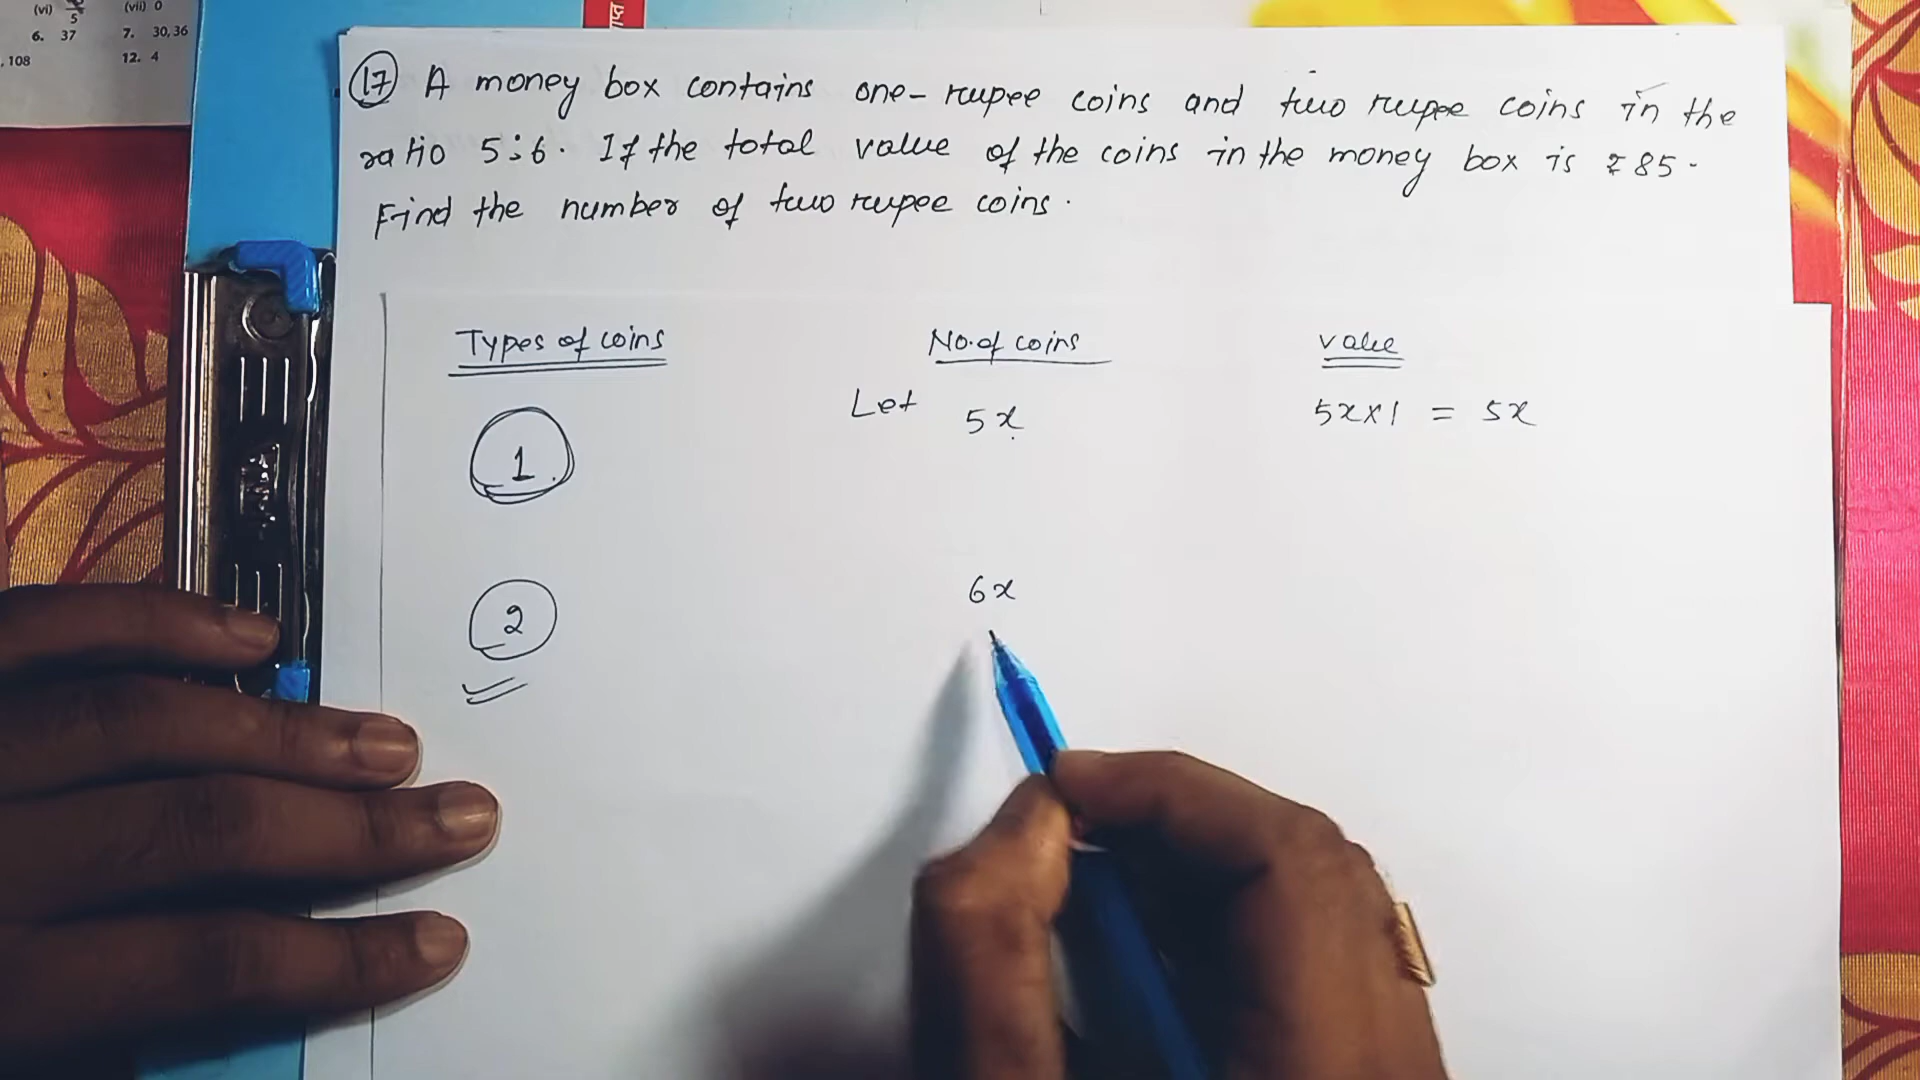 (vi) 5 (vii) 0
6. 37 7. 30, 36
, 108 12. 4
17 A money box contains one-rupee coins and two rupee coins in the
ratio 5:6. If the total value of the coins in the money box is ₹85.
Find the number of two rupee coins.
Types of coins No. of coins value
Let 5x 5x×1 = 5x
1
6x
2